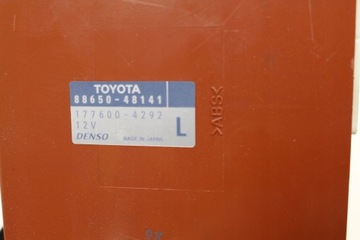 TOYOTA
88650-48141
177600-4292
12V
DENSO MADE IN JAPAN
L
>ABS<